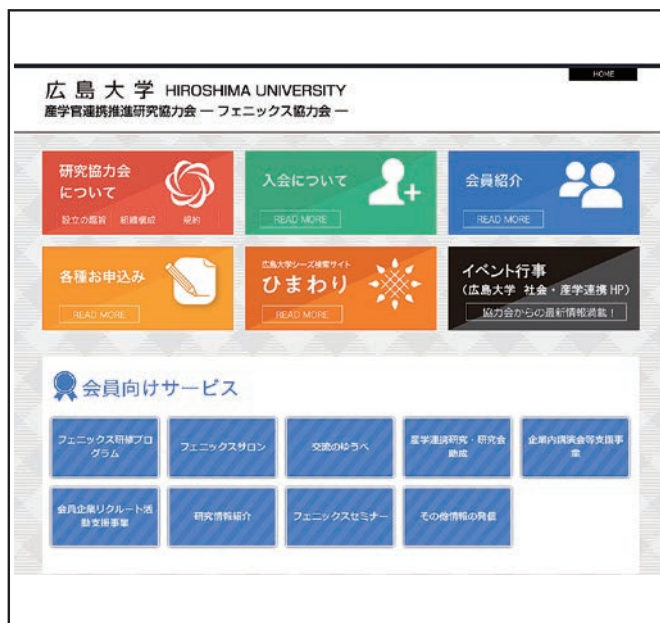 HOME
広島大学 HIROSHIMA UNIVERSITY
産学官連携推進研究協力会 ― フェニックス協力会 ―
研究協力会
について
設立の趣旨 組織構成 規約
入会について
READ MORE
会員紹介
READ MORE
各種お申込み
READ MORE
広島大学シーズ検索サイト
ひまわり
READ MORE
イベント行事
(広島大学 社会・産学連携HP)
協力会からの最新情報満載！
会員向けサービス
フェニックス研修プロ
グラム
フェニックスサロン
交流のゆうべ
産学連携研究・研究会
助成
企業内講演会等支援事
業
会員企業リクルート活
動支援事業
研究情報紹介
フェニックスセミナー
その他情報の発信